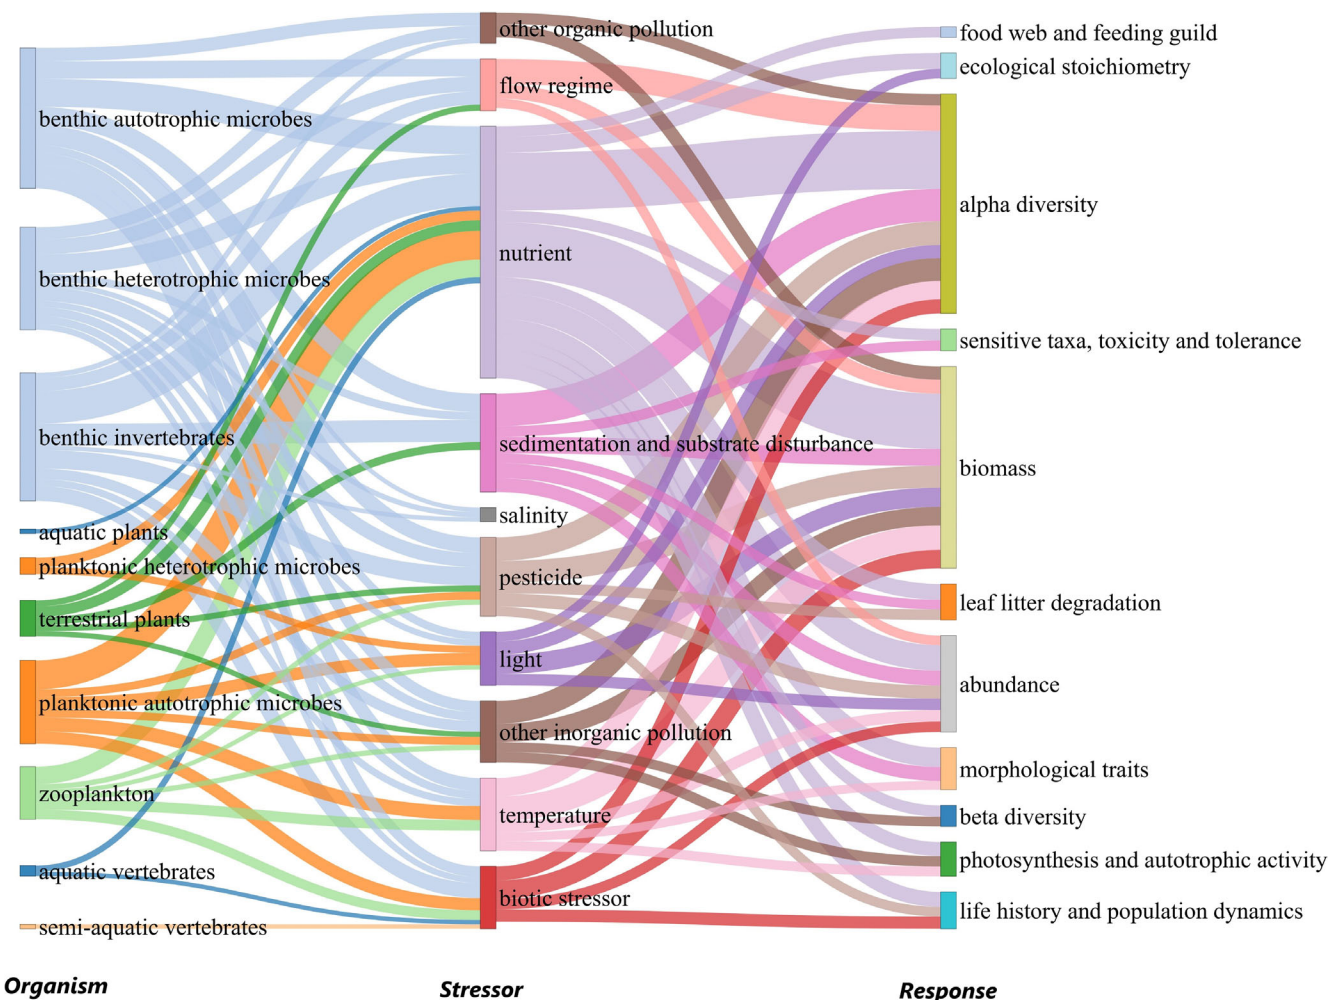 benthic autotrophic microbes
benthic heterotrophic microbes
benthic invertebrates
aquatic plants
planktonic heterotrophic microbes
terrestrial plants
planktonic autotrophic microbes
zooplankton
aquatic vertebrates
semi-aquatic vertebrates
Organism
other organic pollution
flow regime
nutrient
sedimentation and substrate disturbance
salinity
pesticide
light
other inorganic pollution
temperature
biotic stressor
Stressor
food web and feeding guild
ecological stoichiometry
alpha diversity
sensitive taxa, toxicity and tolerance
biomass
leaf litter degradation
abundance
morphological traits
beta diversity
photosynthesis and autotrophic activity
life history and population dynamics
Response